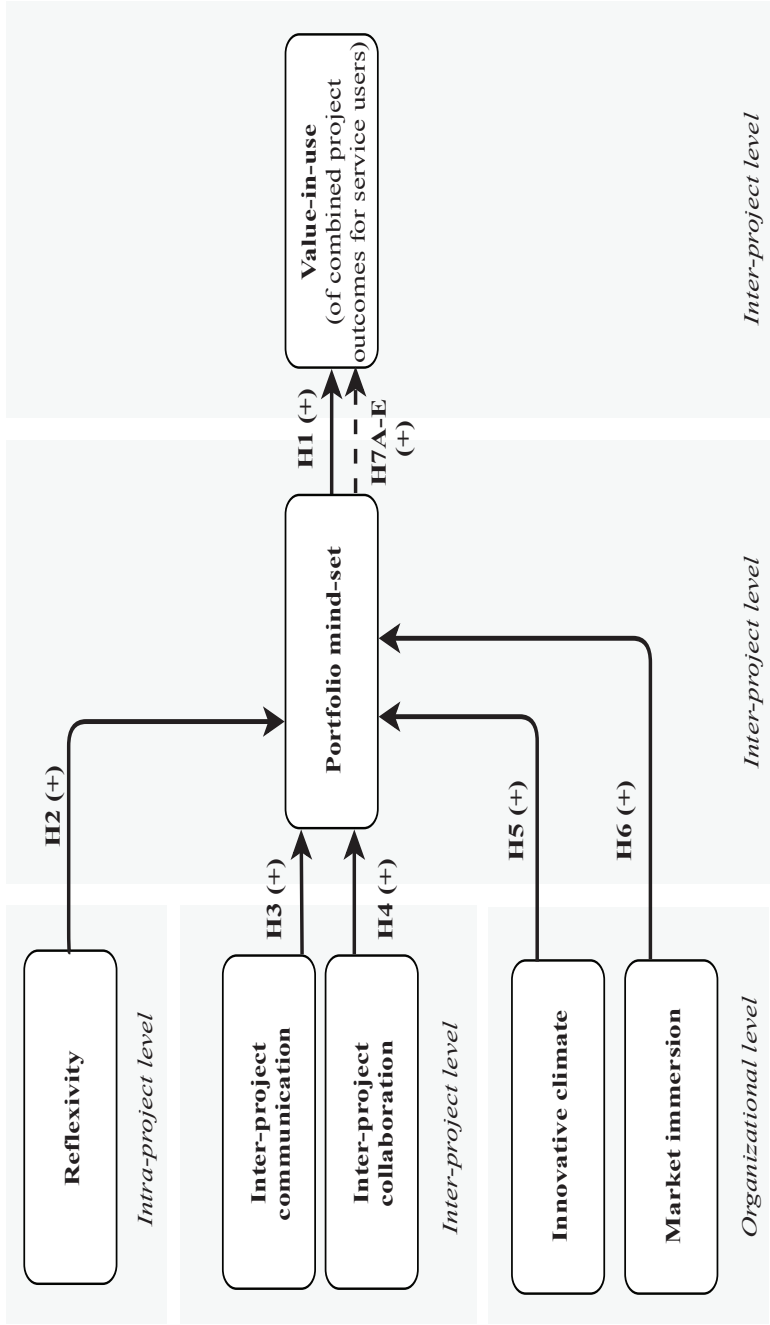 Reflexivity
Intra-project level
H2 (+)
Inter-project
communication
Inter-project
collaboration
Inter-project level
H3 (+)
H4 (+)
Innovative climate
Market immersion
Organizational level
H5 (+)
H6 (+)
Portfolio mind-set
Inter-project level
H1 (+)
H7A-E
(+)
Value-in-use
(of combined project
outcomes for service users)
Inter-project level